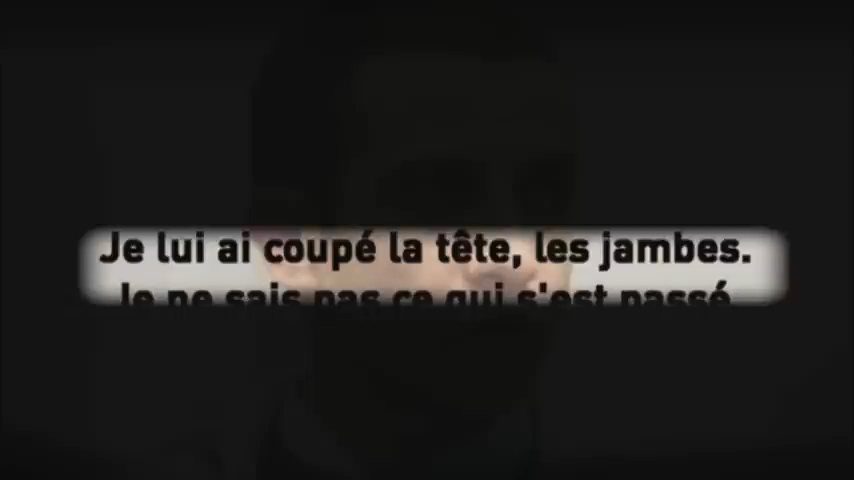 Je lui ai coupé la tête, les jambes.
Je ne sais pas ce qui s'est passé